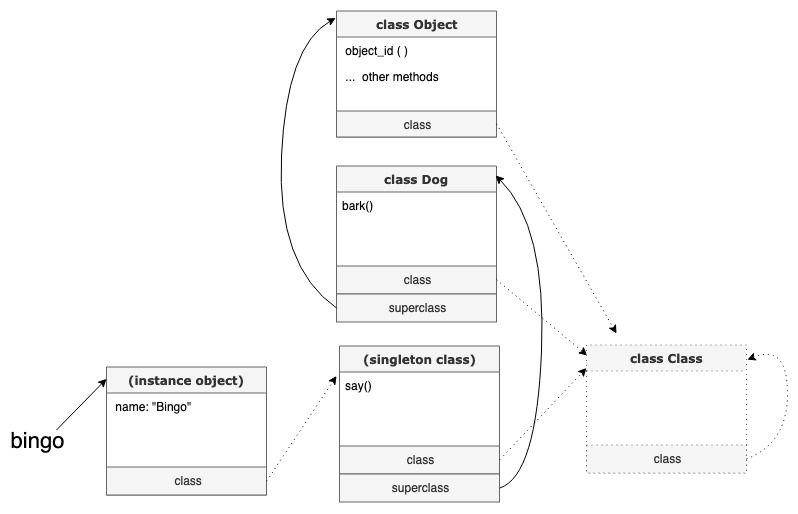 class Object
object_id ( )
... other methods
class
class Dog
bark()
class
superclass
(singleton class)
say()
class
superclass
class Class
class
(instance object)
name: "Bingo"
class
bingo